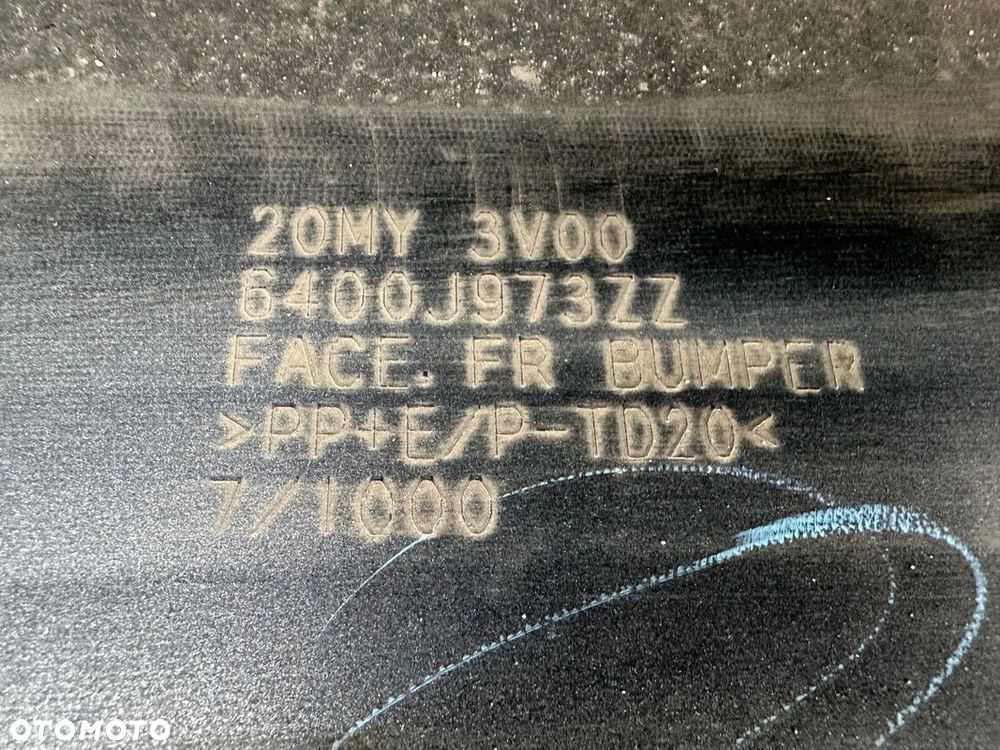 20MY 3V00
6400J973ZZ
FACE. FR BUMPER
>PP+E/P-TD20<
7/1000
OTOMOTO